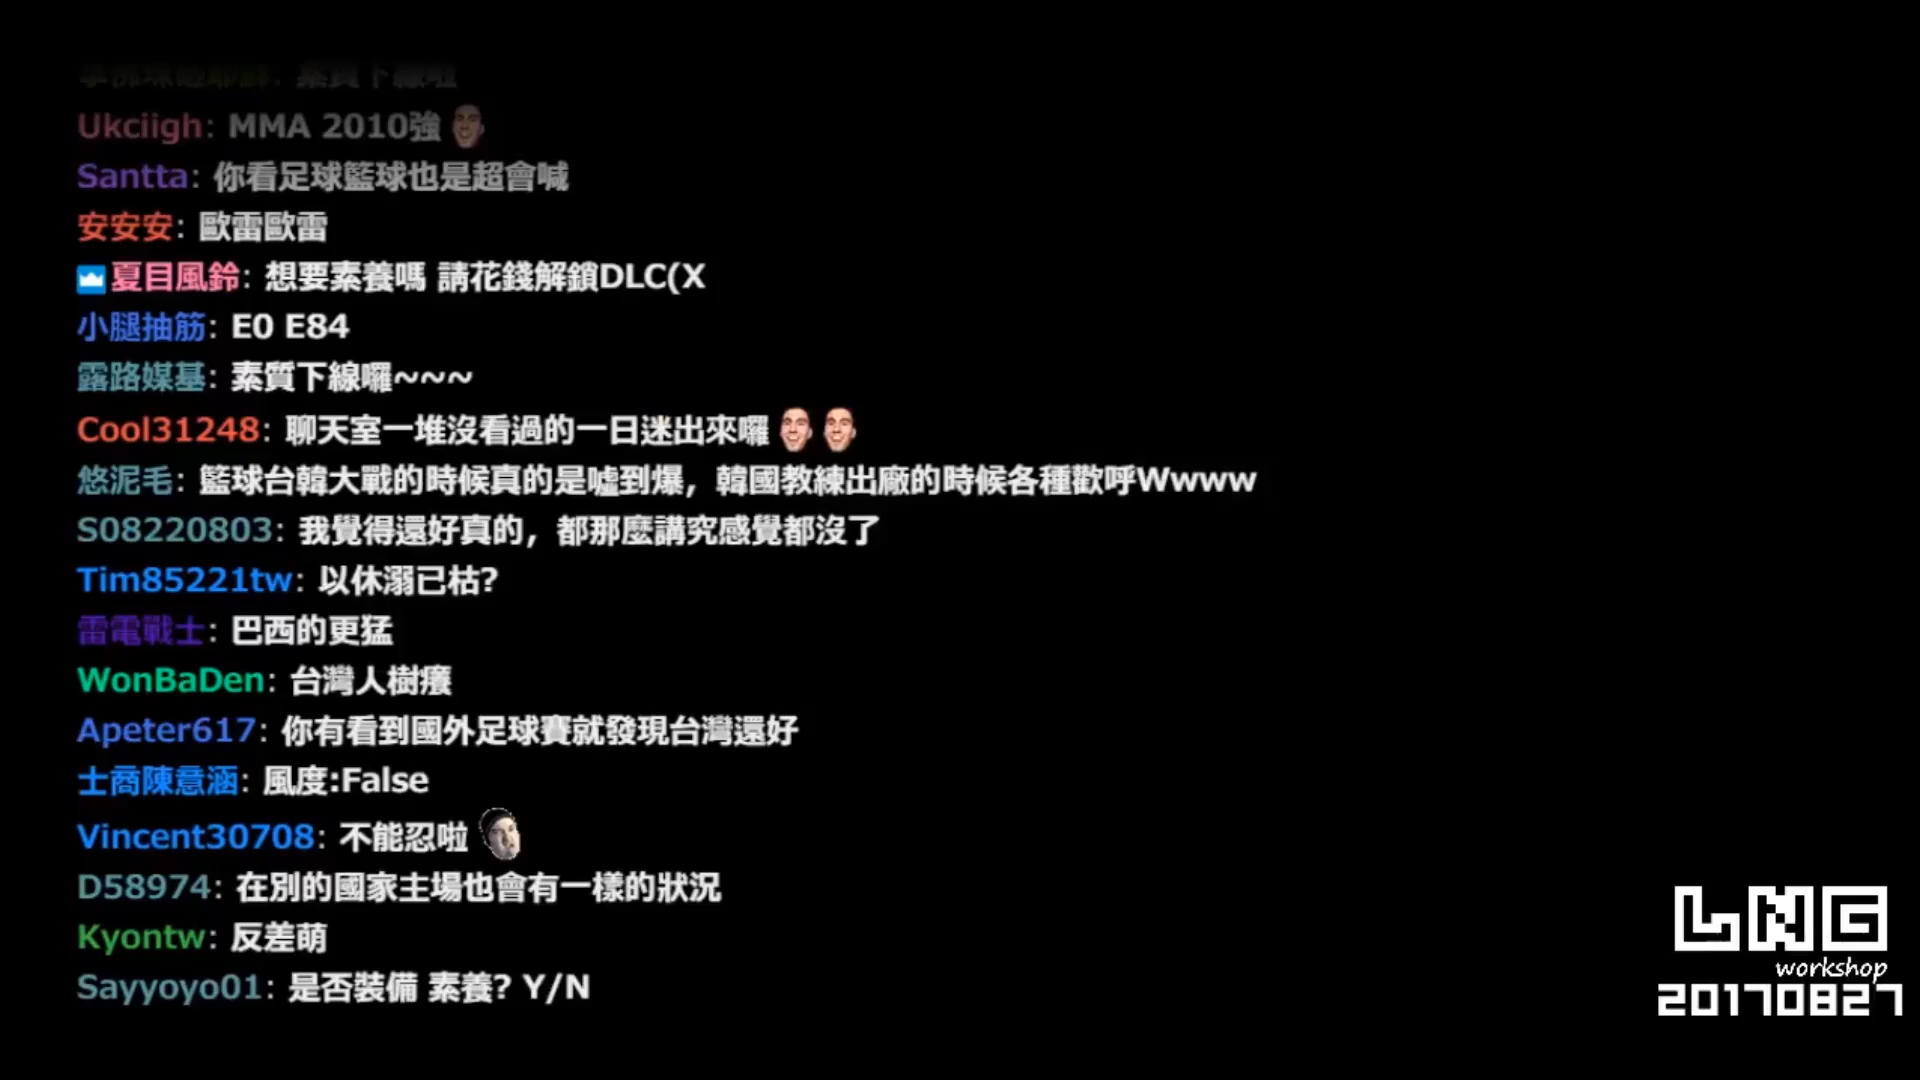 素質下線啦
Ukciigh: MMA 2010強
Santta: 你看足球籃球也是超會喊
安安安: 歐雷歐雷
夏目風鈴: 想要素養嗎 請花錢解鎖DLC(X
小腿抽筋: E0 E84
露路媒基: 素質下線囉~~~
Cool31248: 聊天室一堆沒看過的一日迷出來囉
悠泥毛: 籃球台韓大戰的時候真的是噓到爆，韓國教練出廠的時候各種歡呼Wwww
S08220803: 我覺得還好真的，都那麼講究感覺都沒了
Tim85221tw: 以休溺已枯?
雷電戰士: 巴西的更猛
WonBaDen: 台灣人樹癢
Apeter617: 你有看到國外足球賽就發現台灣還好
士商陳意涵: 風度:False
Vincent30708: 不能忍啦
D58974: 在別的國家主場也會有一樣的狀況
Kyontw: 反差萌
Sayyoyo01: 是否裝備 素養? Y/N
LNG
workshop
20170827